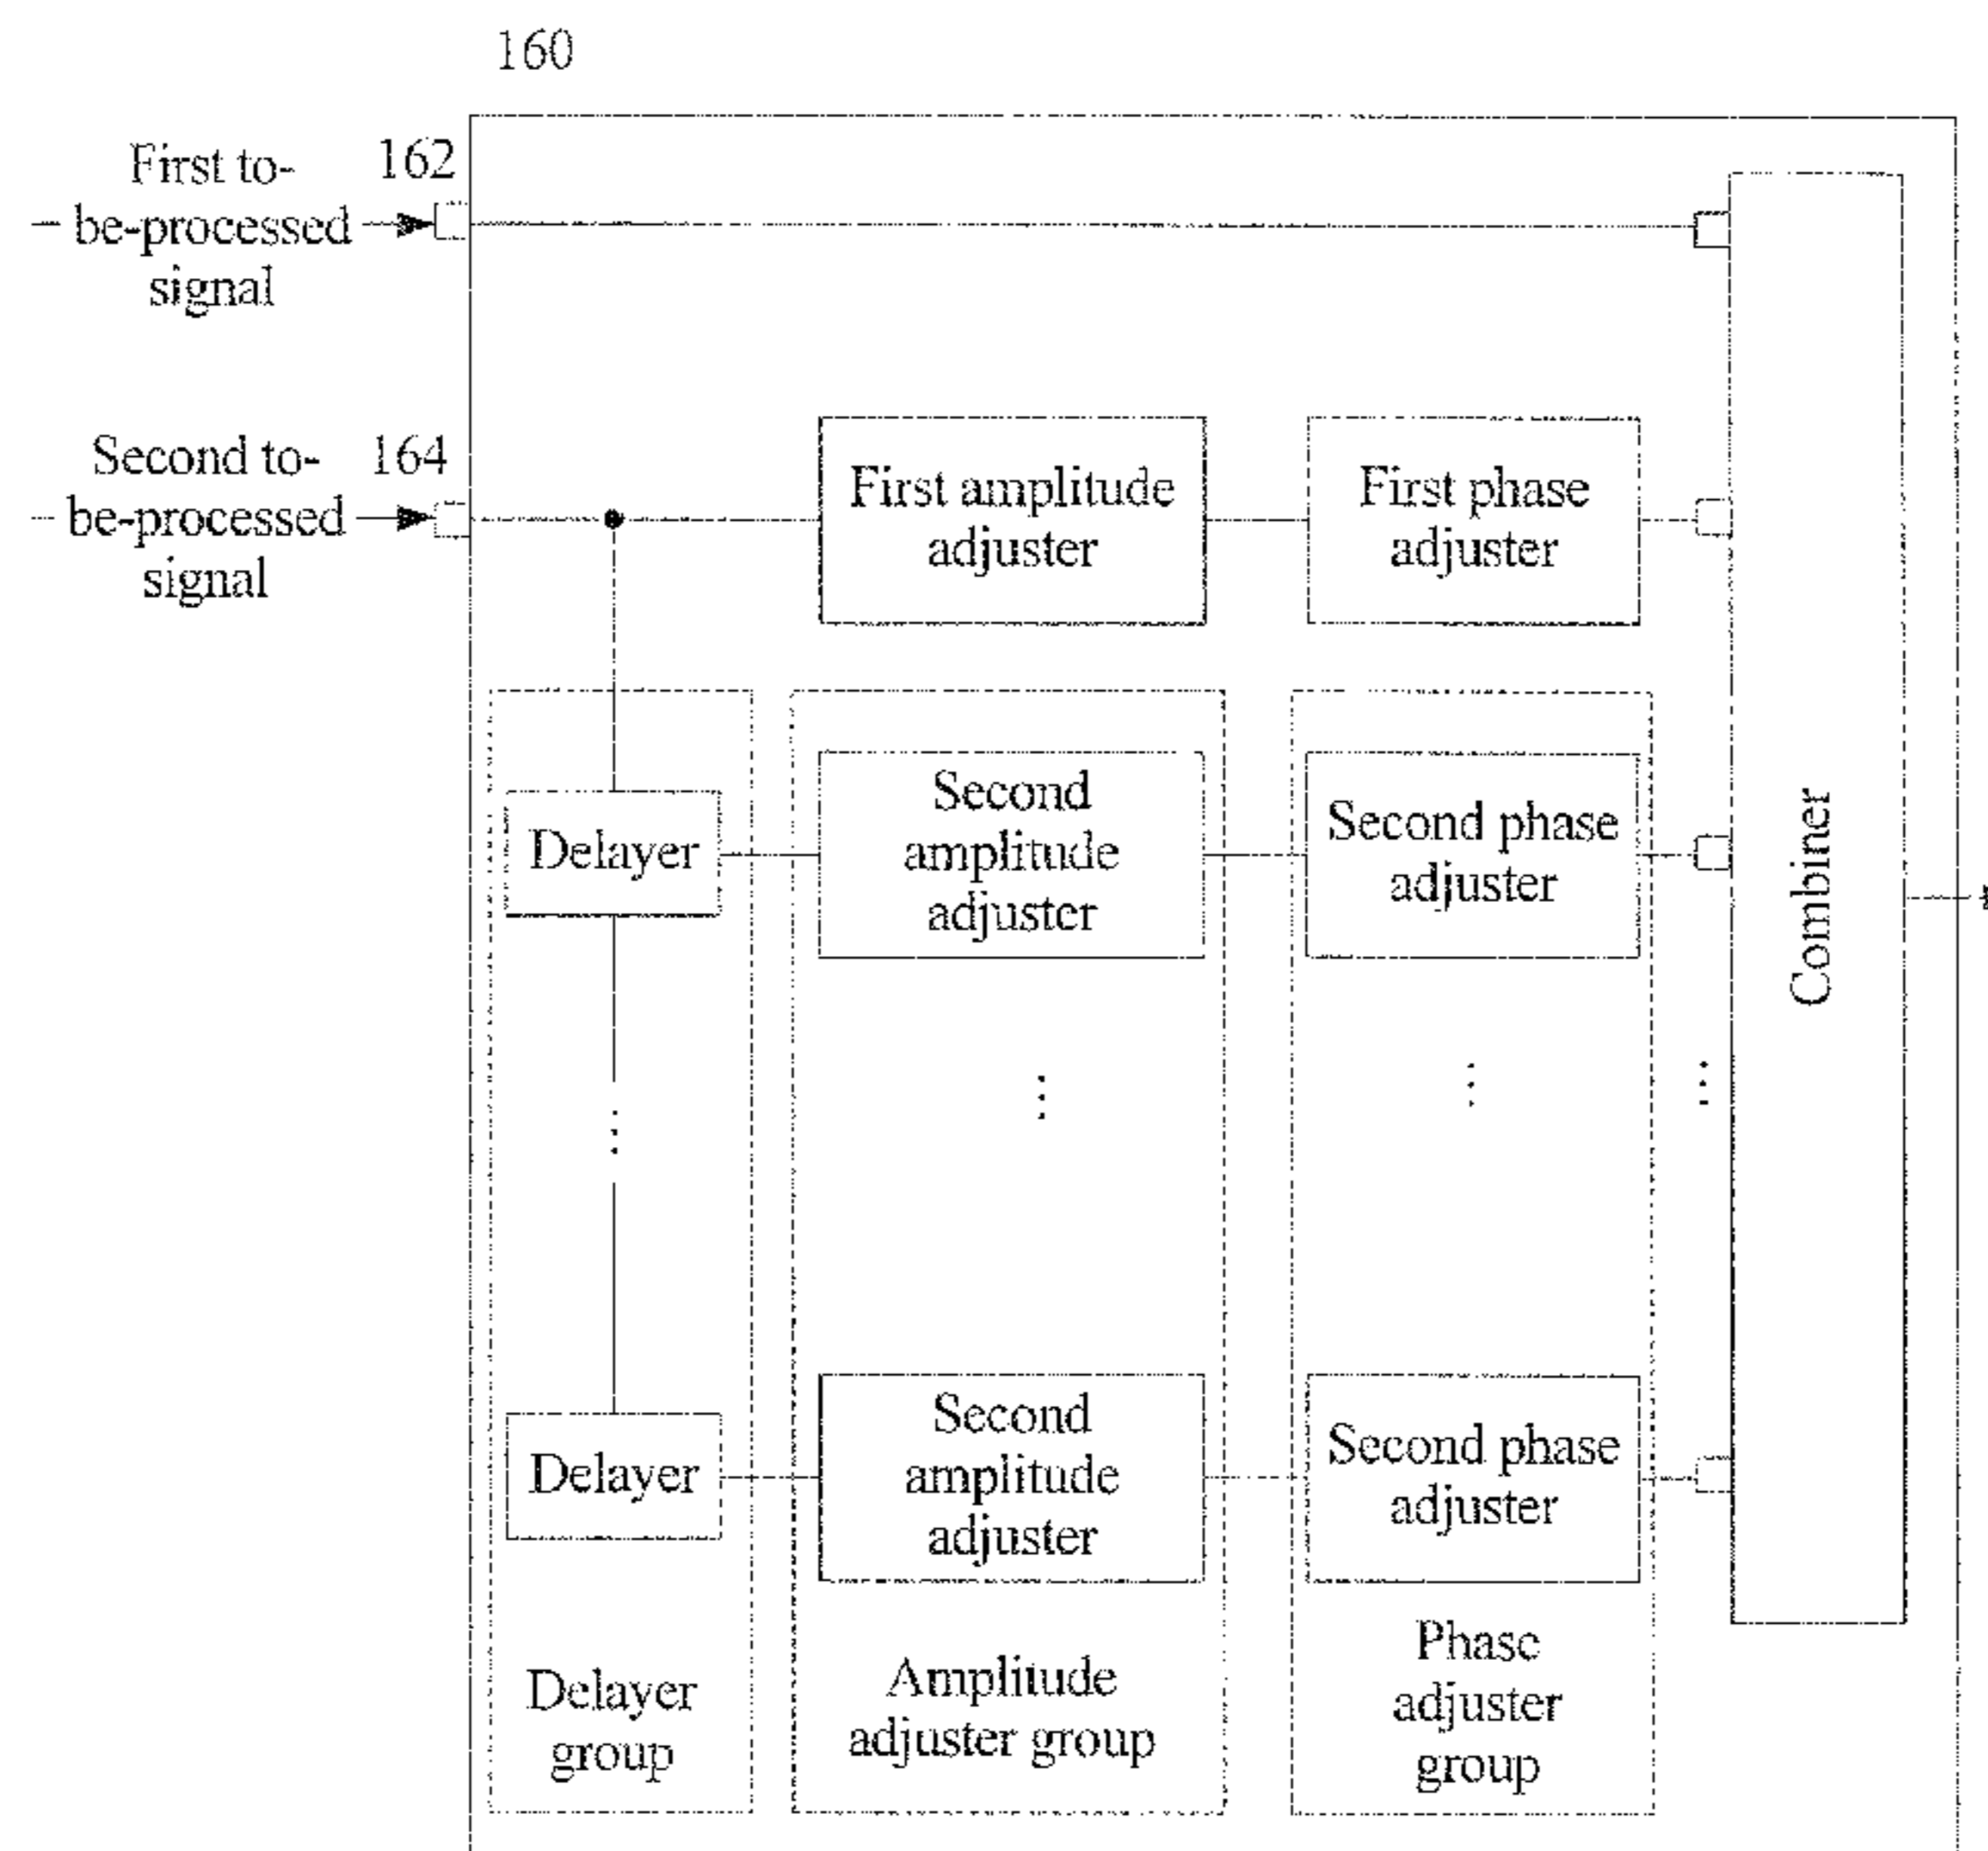 160
First to-
be-processed
signal
162
Second to-
be-processed
signal
164
First amplitude
adjuster
First phase
adjuster
Delayer
Second
amplitude
adjuster
Second phase
adjuster
Combiner
Delayer
Second
amplitude
adjuster
Second phase
adjuster
Delayer
group
Amplitude
adjuster group
Phase
adjuster
group